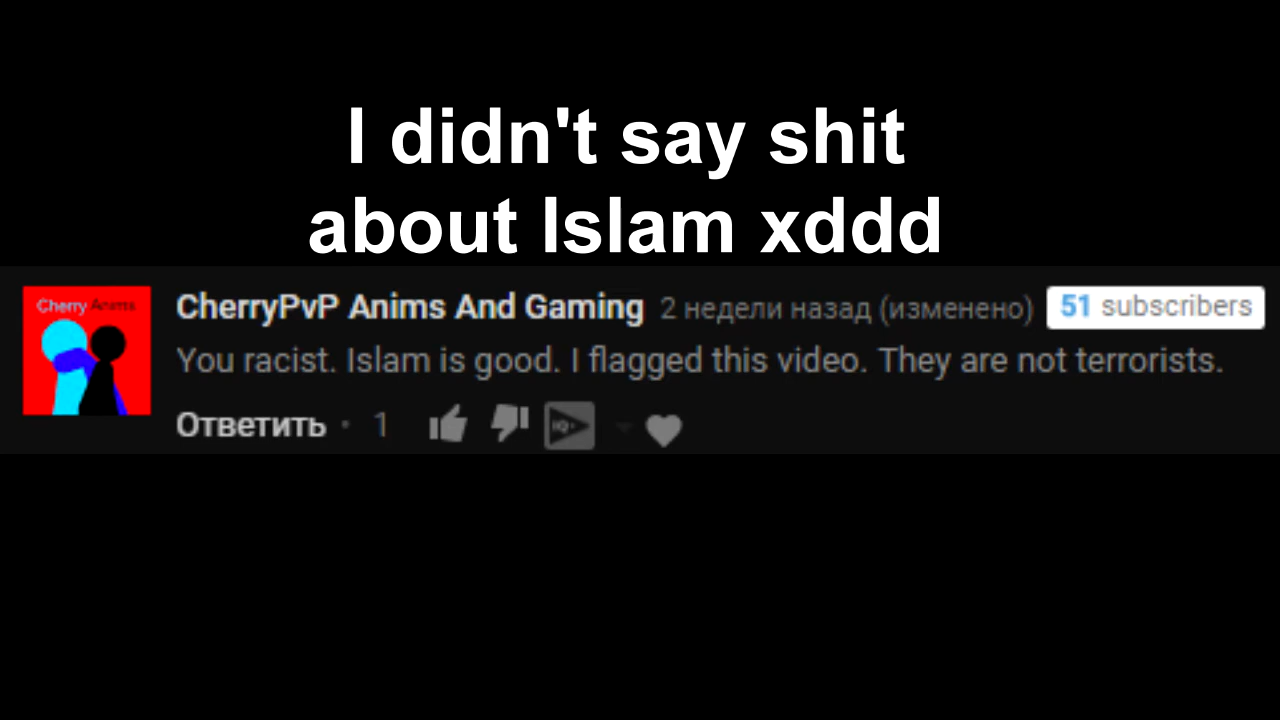 I didn't say shit
about Islam xddd
Cherry Anims
CherryPvP Anims And Gaming 2 недели назад (изменено) 51 subscribers
You racist. Islam is good. I flagged this video. They are not terrorists.
Ответить · 1